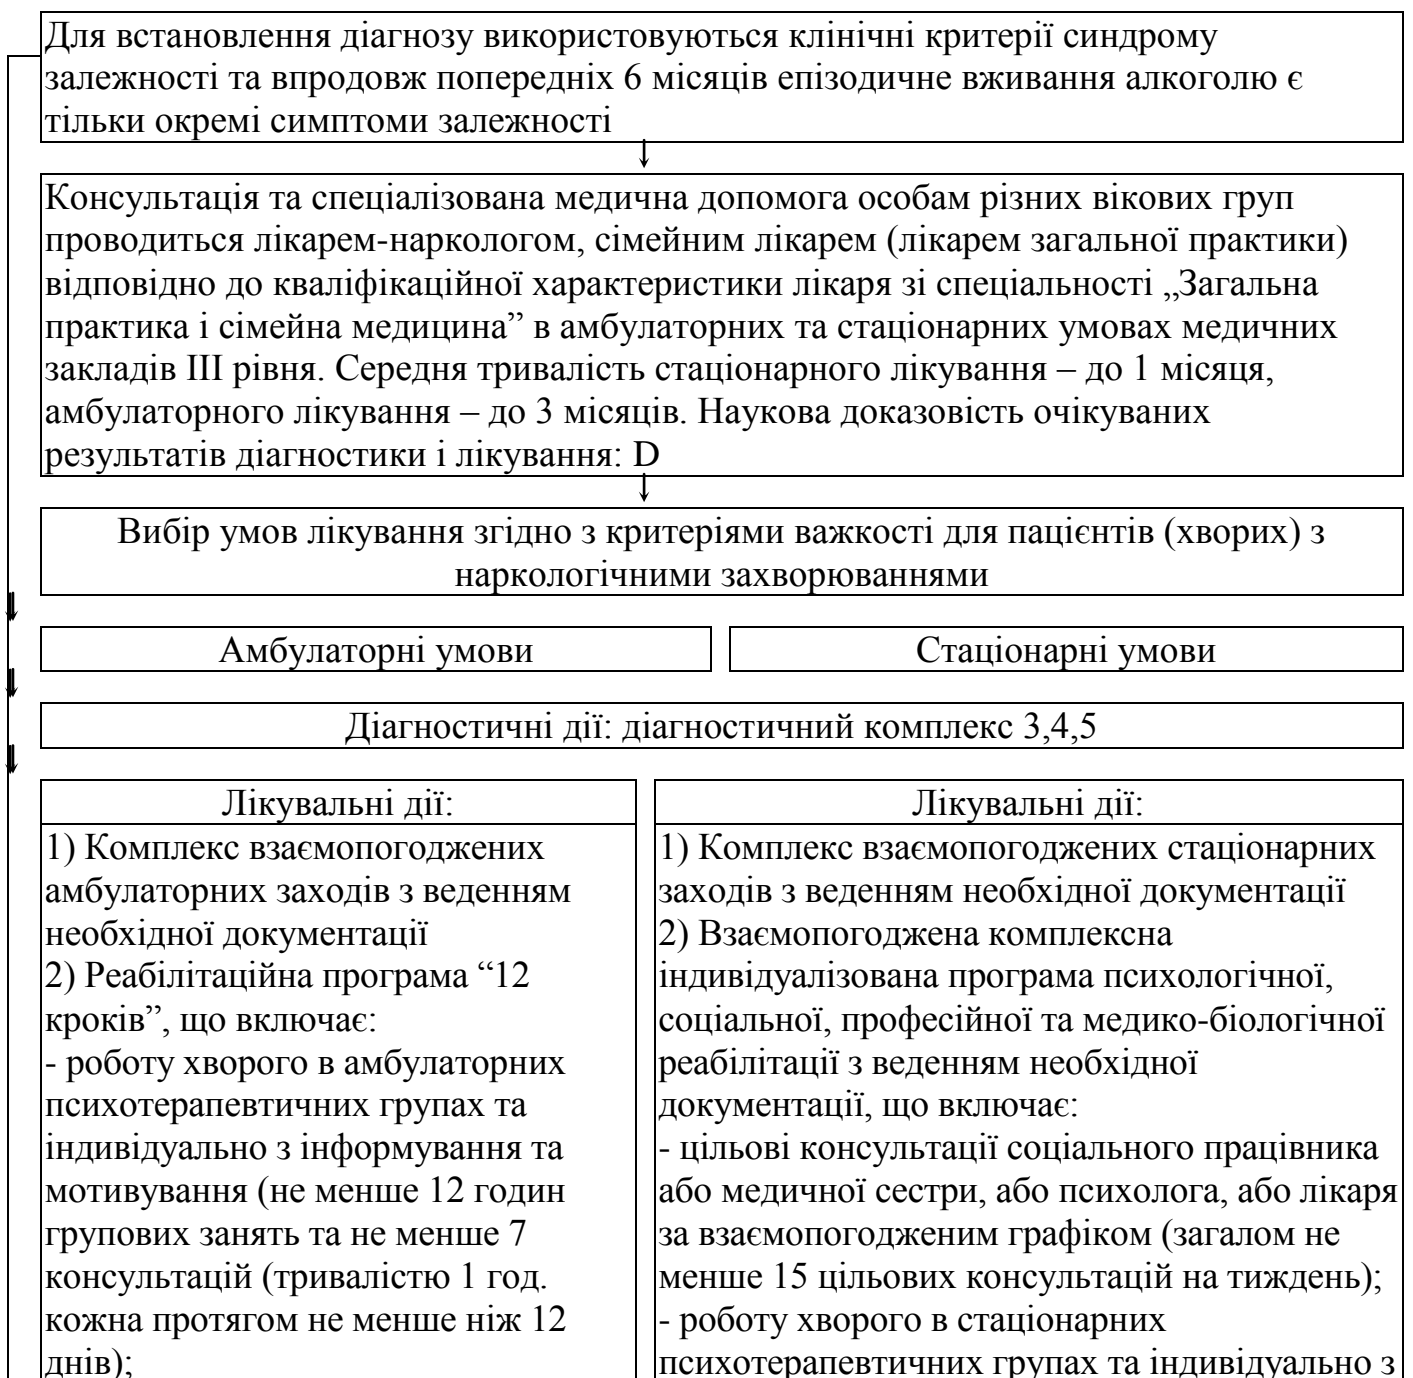 Для встановлення діагнозу використовуються клінічні критерії синдрому
залежності та впродовж попередніх 6 місяців епізодичне вживання алкоголю є
тільки окремі симптоми залежності
Консультація та спеціалізована медична допомога особам різних вікових груп
проводиться лікарем-наркологом, сімейним лікарем (лікарем загальної практики)
відповідно до кваліфікаційної характеристики лікаря зі спеціальності „Загальна
практика і сімейна медицина” в амбулаторних та стаціонарних умовах медичних
закладів ІІІ рівня. Середня тривалість стаціонарного лікування – до 1 місяця,
амбулаторного лікування – до 3 місяців. Наукова доказовість очікуваних
результатів діагностики і лікування: D
Вибір умов лікування згідно з критеріями важкості для пацієнтів (хворих) з
наркологічними захворюваннями
Амбулаторні умови
Стаціонарні умови
Діагностичні дії: діагностичний комплекс 3,4,5
Лікувальні дії:
1) Комплекс взаємопогоджених
амбулаторних заходів з веденням
необхідної документації
2) Реабілітаційна програма “12
кроків”, що включає:
- роботу хворого в амбулаторних
психотерапевтичних групах та
індивідуально з інформування та
мотивування (не менше 12 годин
групових занять та не менше 7
консультацій (тривалістю 1 год.
кожна протягом не менше ніж 12
днів);
Лікувальні дії:
1) Комплекс взаємопогоджених стаціонарних
заходів з веденням необхідної документації
2) Взаємопогоджена комплексна
індивідуалізована програма психологічної,
соціальної, професійної та медико-біологічної
реабілітації з веденням необхідної
документації, що включає:
- цільові консультації соціального працівника
або медичної сестри, або психолога, або лікаря
за взаємопогодженим графіком (загалом не
менше 15 цільових консультацій на тиждень);
- роботу хворого в стаціонарних
психотерапевтичних групах та індивідуально з